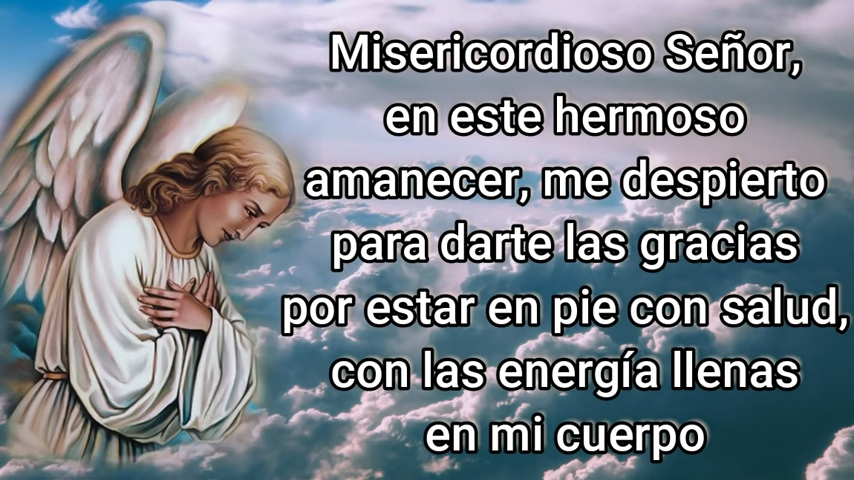 Misericordioso Señor,
en este hermoso
amanecer, me despierto
para darte las gracias
por estar en pie con salud,
con las energía llenas
en mi cuerpo